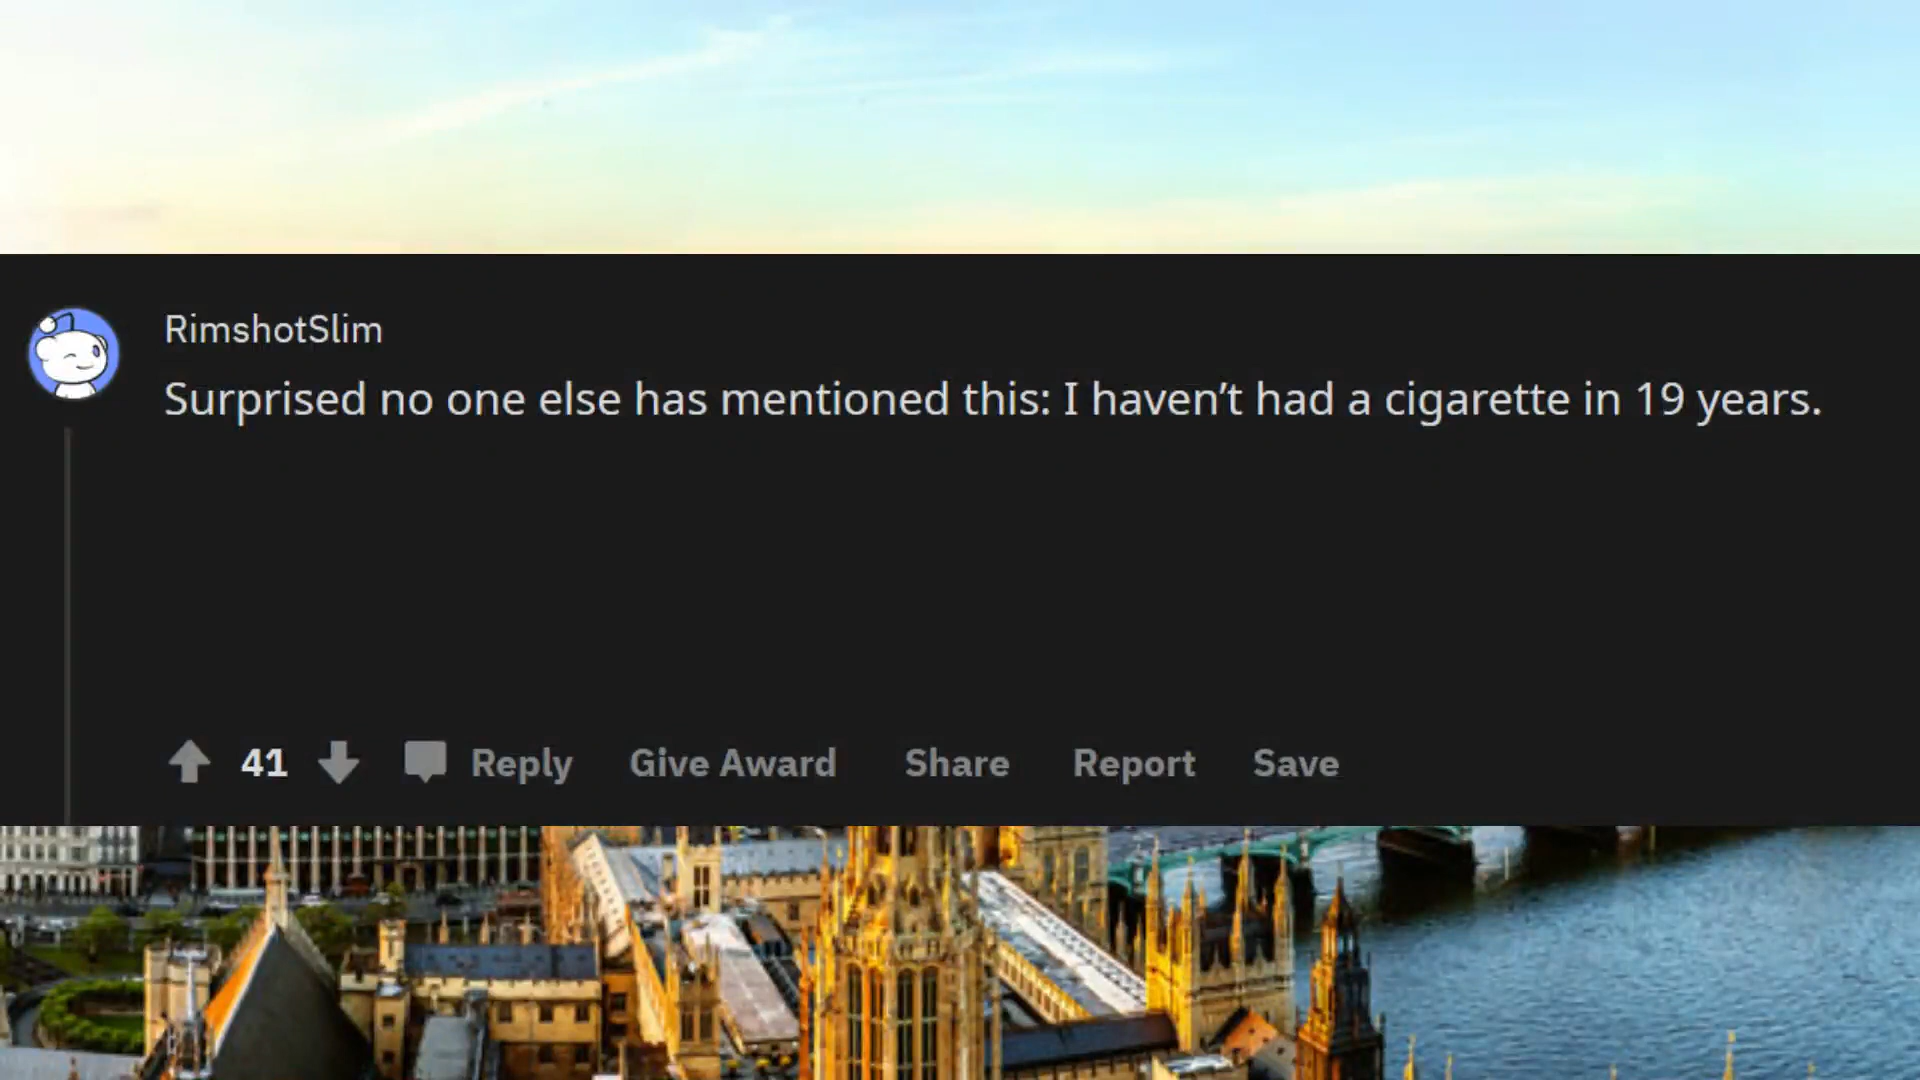 RimshotSlim
Surprised no one else has mentioned this: I haven’t had a cigarette in 19 years.
41 Reply Give Award Share Report Save